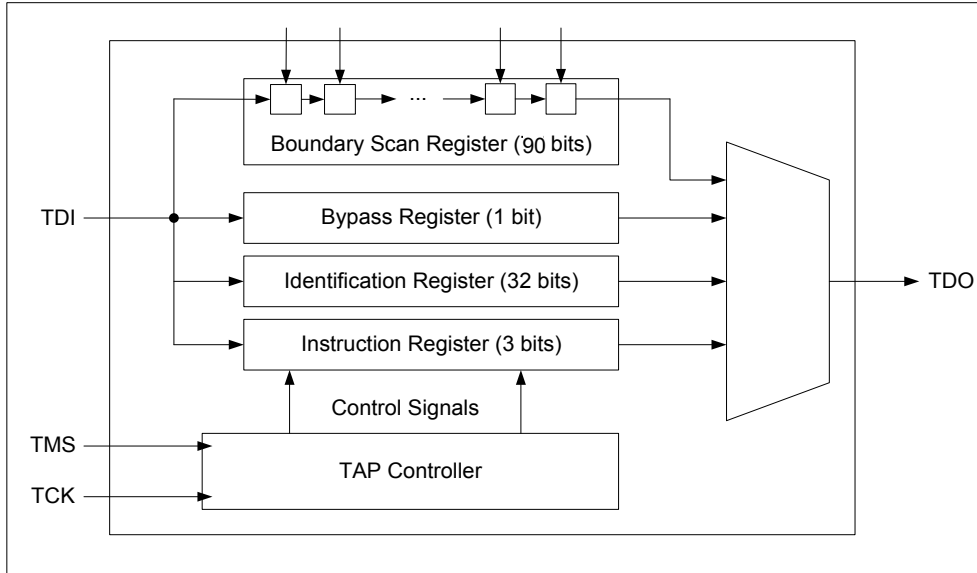 ...
Boundary Scan Register (90 bits)
TDI
Bypass Register (1 bit)
Identification Register (32 bits)
TDO
Instruction Register (3 bits)
Control Signals
TMS
TAP Controller
TCK